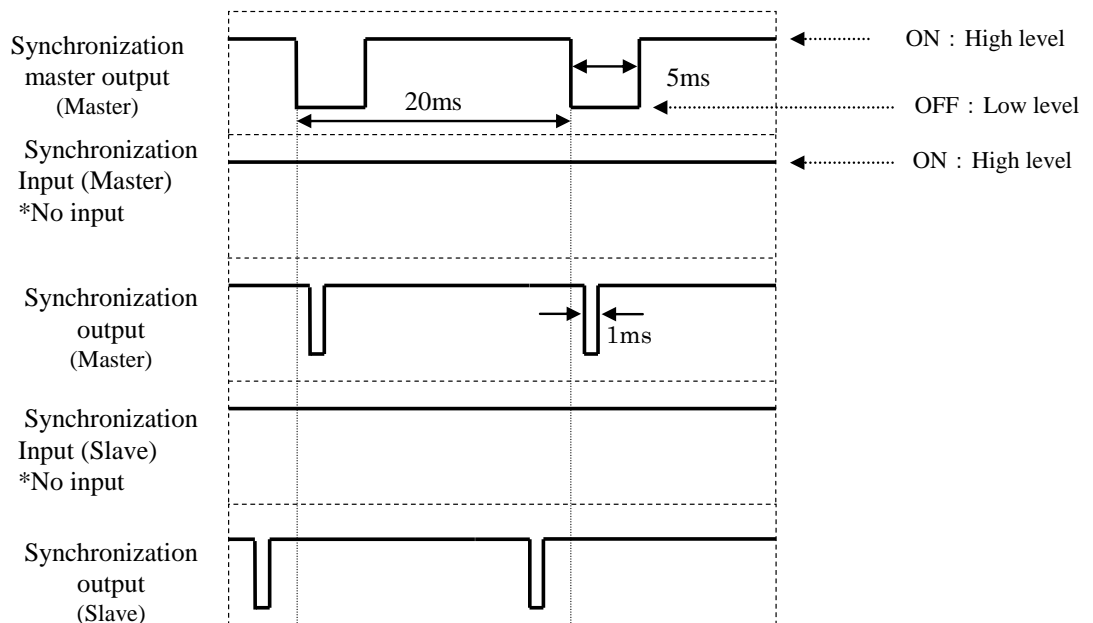 Synchronization
master output
(Master)
ON : High level
5ms
20ms
OFF : Low level
Synchronization
Input (Master)
*No input
ON : High level
Synchronization
output
(Master)
1ms
Synchronization
Input (Slave)
*No input
Synchronization
output
(Slave)